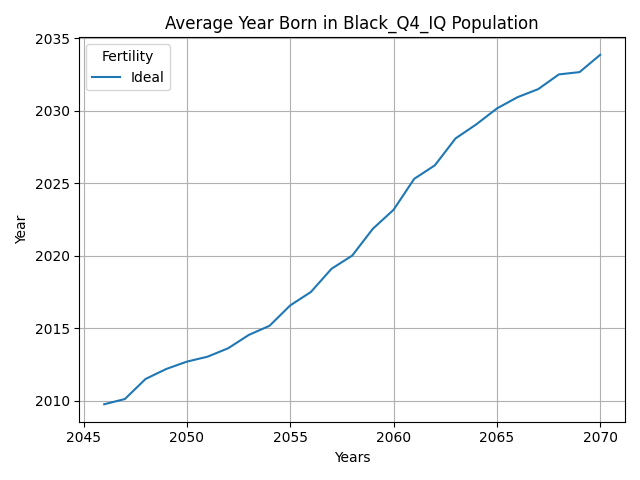 Average Year Born in Black_Q4_IQ Population
Fertility
Ideal
Year
2035
2030
2025
2020
2015
2010
2045 2050 2055 2060 2065 2070
Years